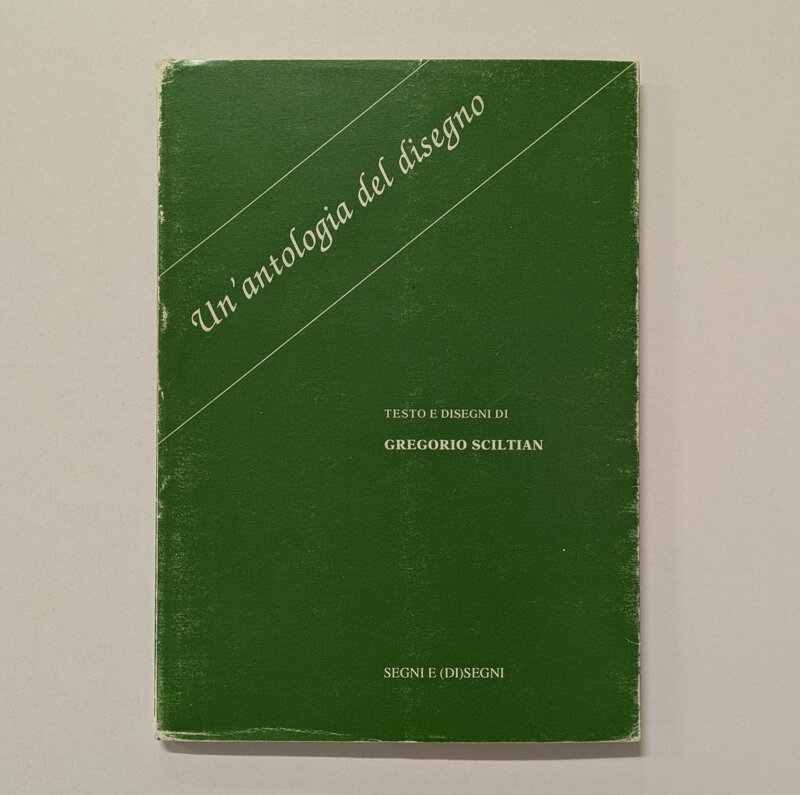 Un'antologia del disegno
TESTO E DISEGNI DI
GREGORIO SCILTIAN
SEGNI E (DI)SEGNI